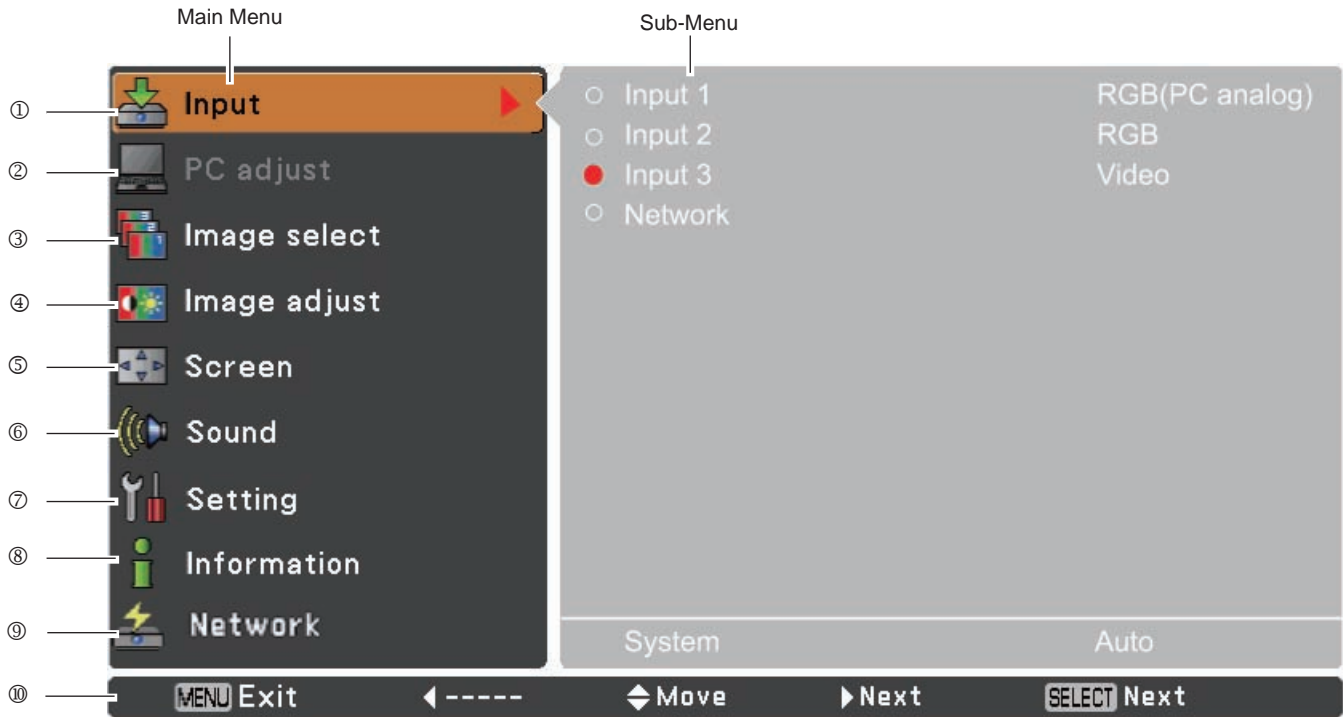 Main Menu
Sub-Menu
① Input
② PC adjust
③ Image select
④ Image adjust
⑤ Screen
⑥ Sound
⑦ Setting
⑧ Information
⑨ Network
Input 1 RGB(PC analog)
Input 2 RGB
Input 3 Video
Network
System Auto
⑩ MENU Exit ----- Move Next SELECT Next